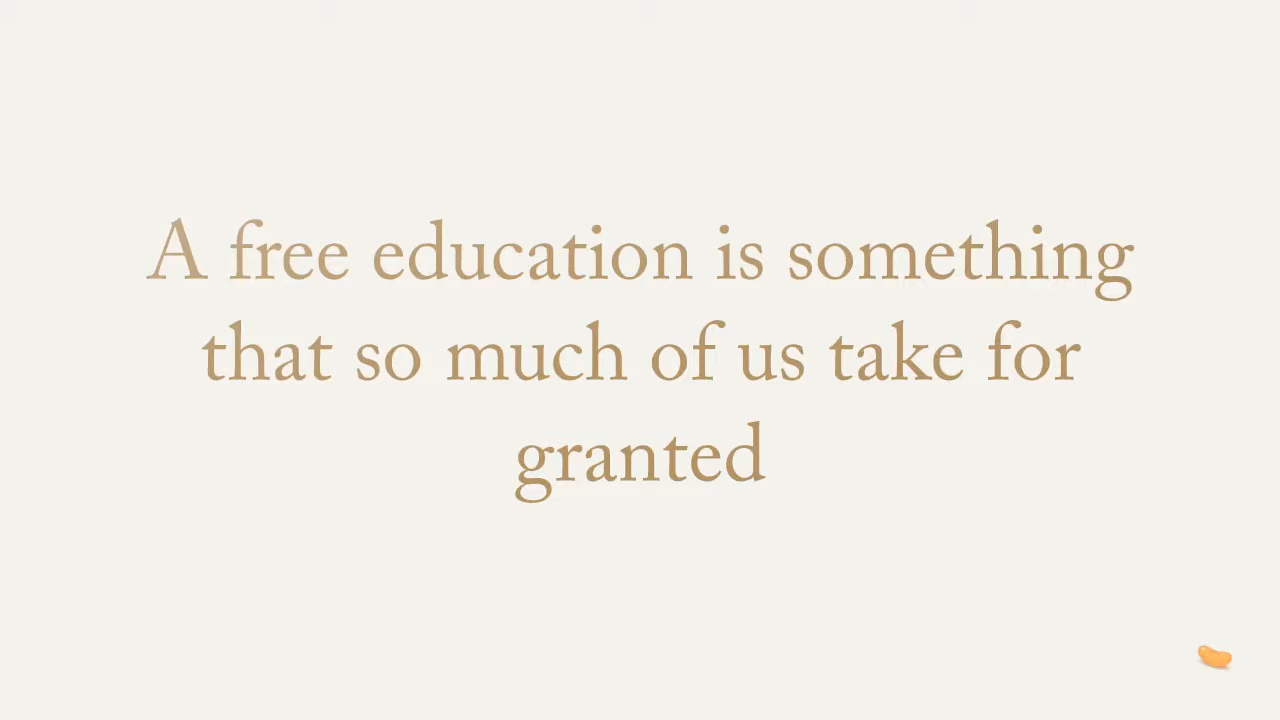 A free education is something
that so much of us take for
granted